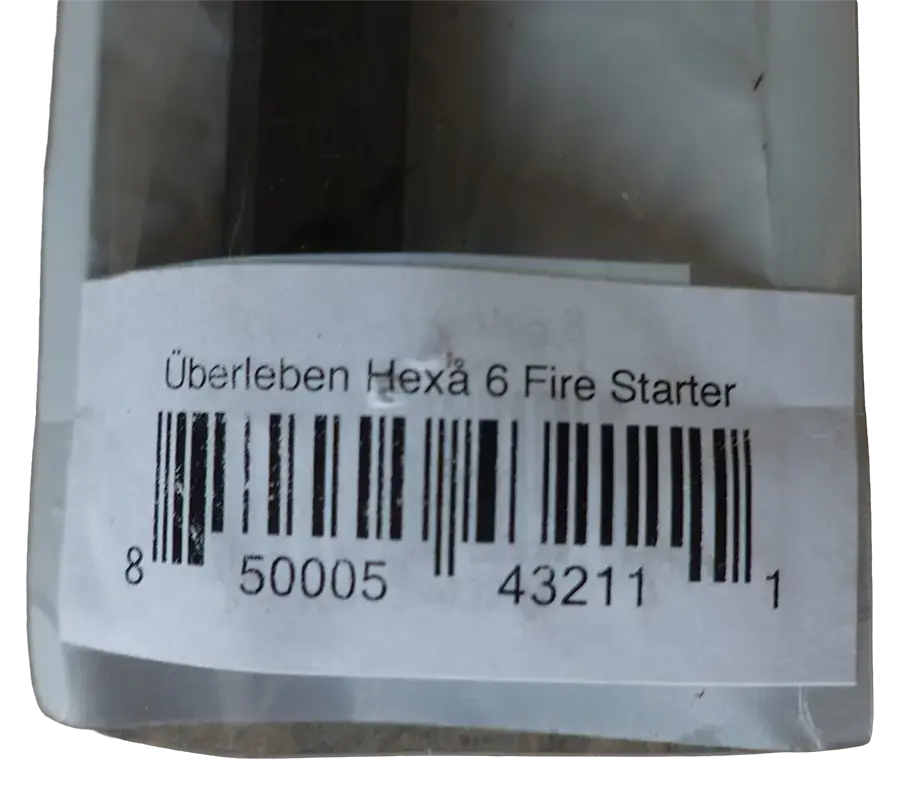 Überleben Hexå 6 Fire Starter
8 50005 43211 1